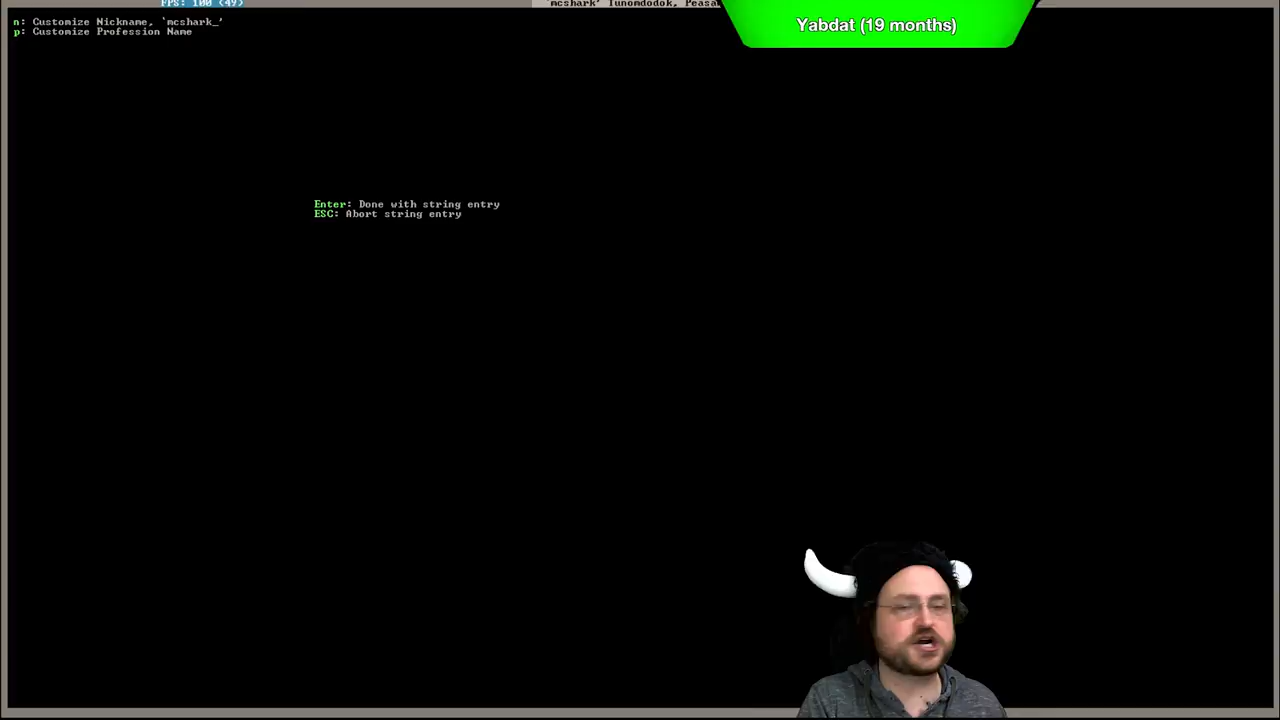 FPS: 100 (49)
`mcshark' Tunomdodok, Peasa
Yabdat (19 months)
n: Customize Nickname, `mcshark_'
p: Customize Profession Name
Enter: Done with string entry
ESC: Abort string entry